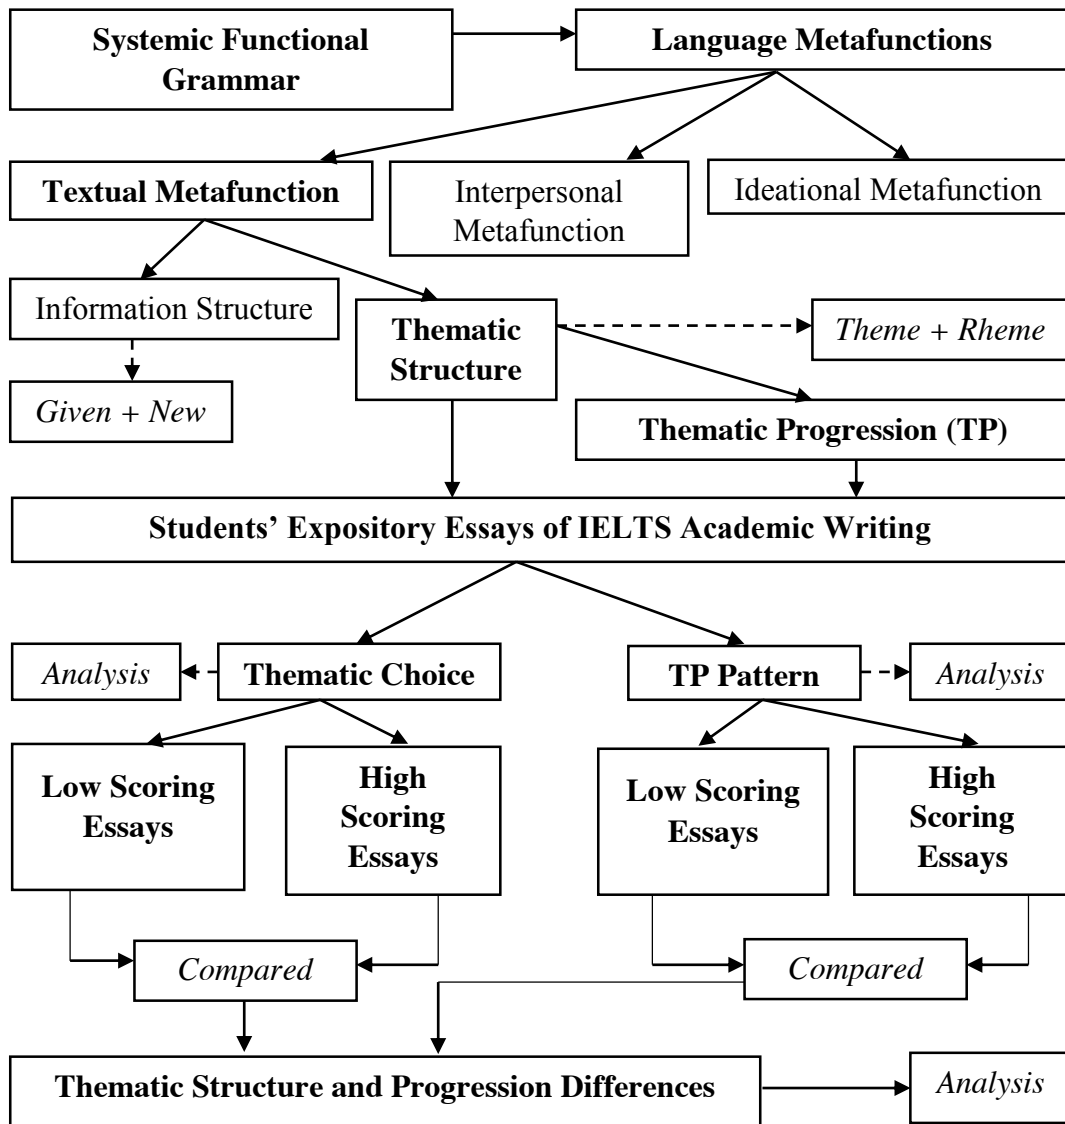 Systemic Functional
Grammar
Language Metafunctions
Textual Metafunction
Interpersonal
Metafunction
Ideational Metafunction
Information Structure
Thematic
Structure
Theme + Rheme
Given + New
Thematic Progression (TP)
Students’ Expository Essays of IELTS Academic Writing
Analysis
Thematic Choice
TP Pattern
Analysis
Low Scoring
Essays
High
Scoring
Essays
Low Scoring
Essays
High
Scoring
Essays
Compared
Compared
Thematic Structure and Progression Differences
Analysis